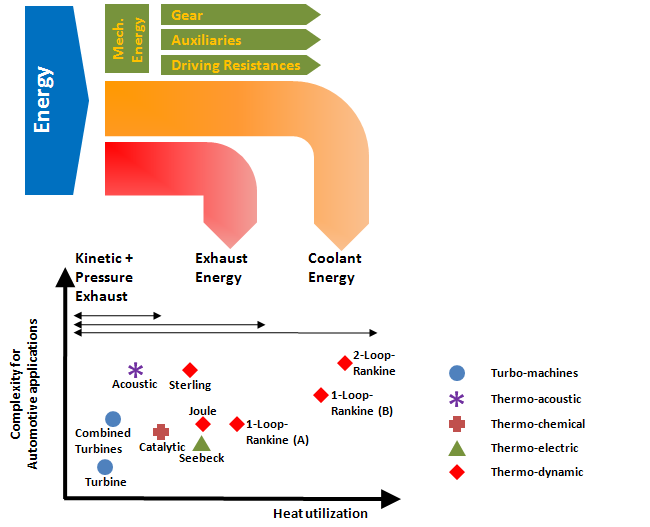 Energy
Mech.
Energy
Gear
Auxiliaries
Driving Resistances
Kinetic +
Pressure
Exhaust
Exhaust
Energy
Coolant
Energy
Complexity for
Automotive applications
Acoustic
Sterling
2-Loop-
Rankine
1-Loop-
Rankine (B)
Combined
Turbines
Catalytic
Joule
1-Loop-
Rankine (A)
Seebeck
Turbine
Heat utilization
Turbo-machines
Thermo-acoustic
Thermo-chemical
Thermo-electric
Thermo-dynamic